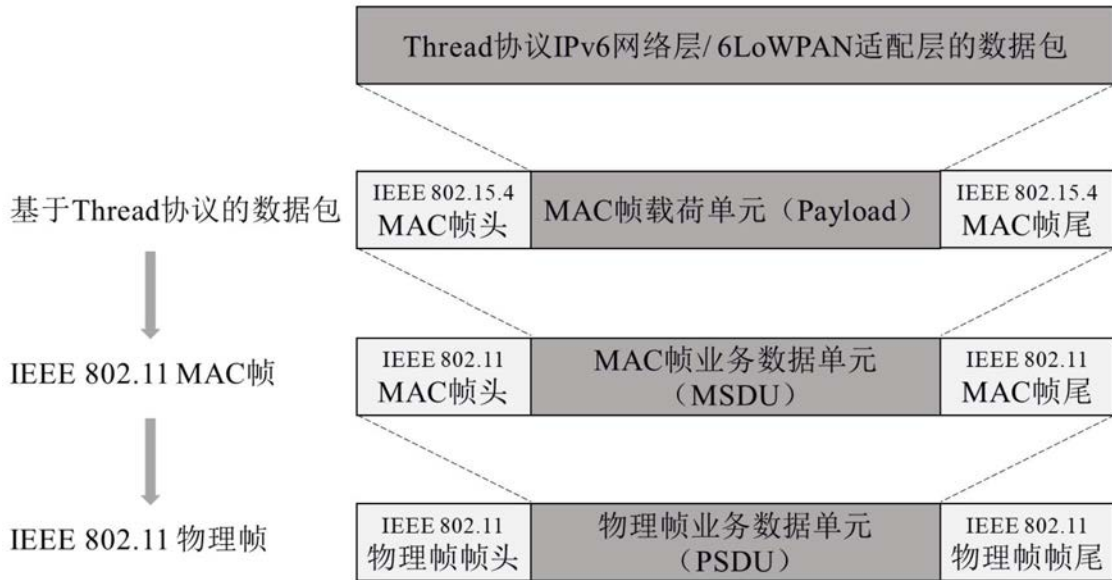 Thread协议IPv6网络层/ 6LoWPAN适配层的数据包
基于Thread协议的数据包
IEEE 802.15.4
MAC帧头
MAC帧载荷单元（Payload）
IEEE 802.15.4
MAC帧尾
IEEE 802.11 MAC帧
IEEE 802.11
MAC帧头
MAC帧业务数据单元
（MSDU）
IEEE 802.11
MAC帧尾
IEEE 802.11 物理帧
IEEE 802.11
物理帧帧头
物理帧业务数据单元
（PSDU）
IEEE 802.11
物理帧帧尾